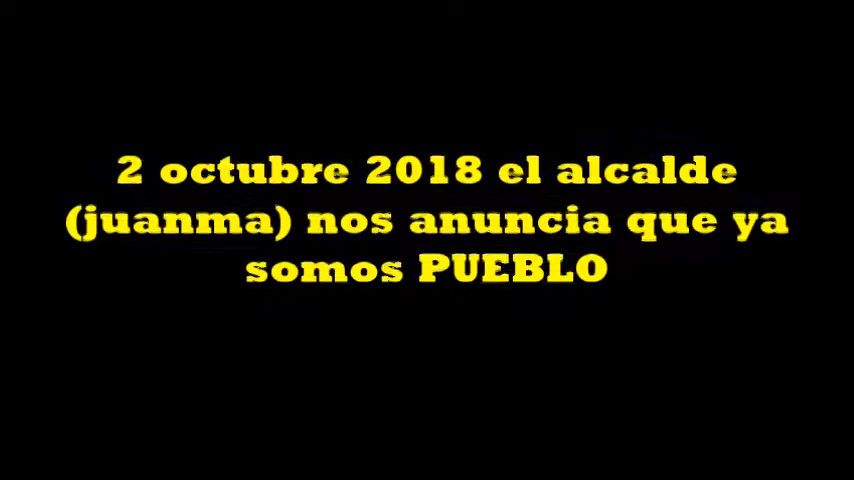 2 octubre 2018 el alcalde
(juanma) nos anuncia que ya
somos PUEBLO